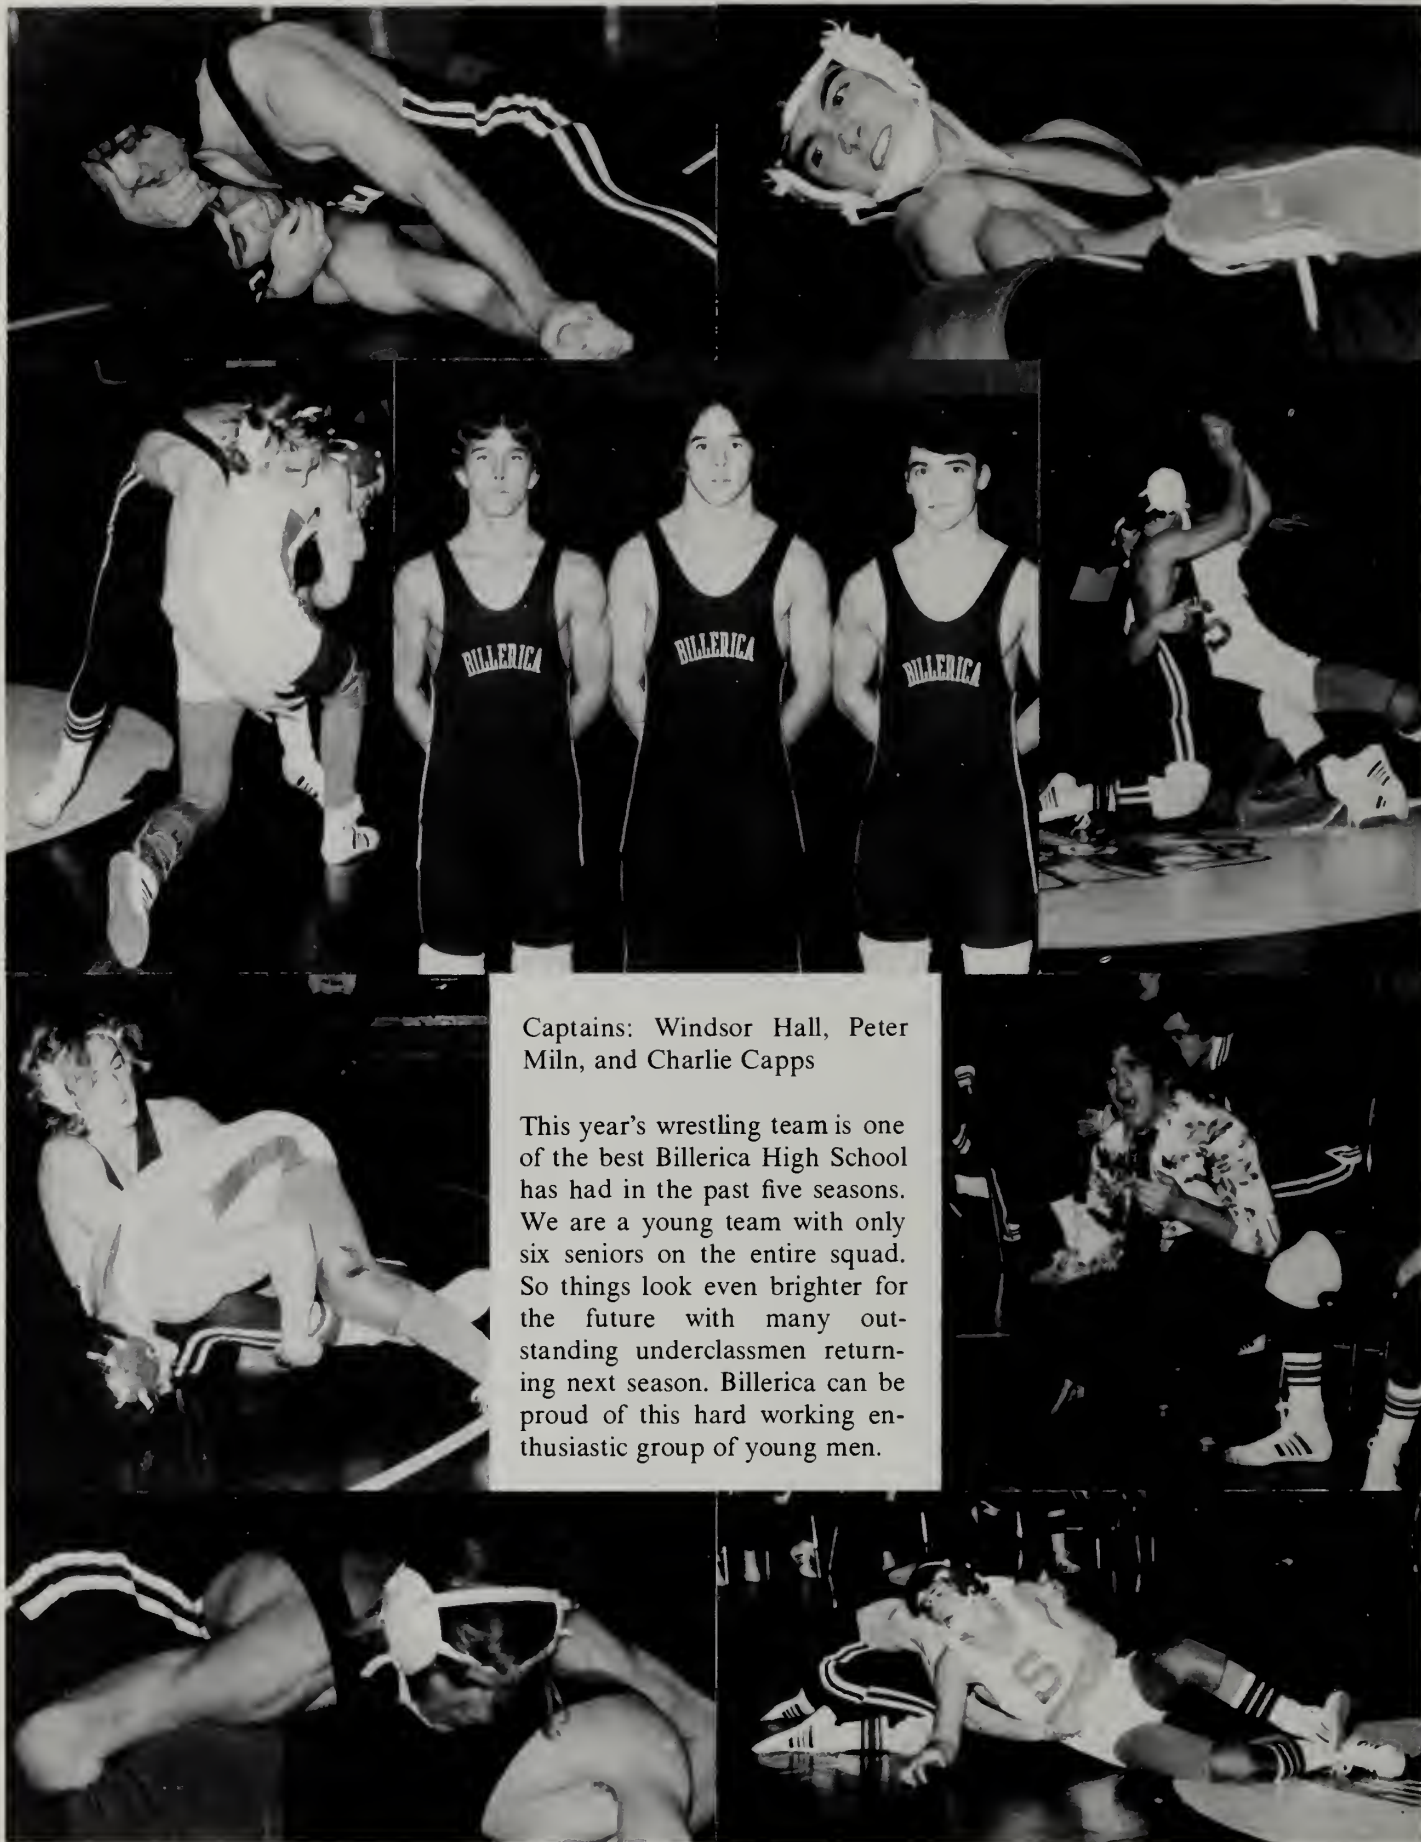 BILLERICA
BILLERICA
BILLERICA
Captains: Windsor Hall, Peter
Miln, and Charlie Capps
This year's wrestling team is one
of the best Billerica High School
has had in the past five seasons.
We are a young team with only
six seniors on the entire squad.
So things look even brighter for
the future with many out-
standing underclassmen return-
ing next season. Billerica can be
proud of this hard working en-
thusiastic group of young men.